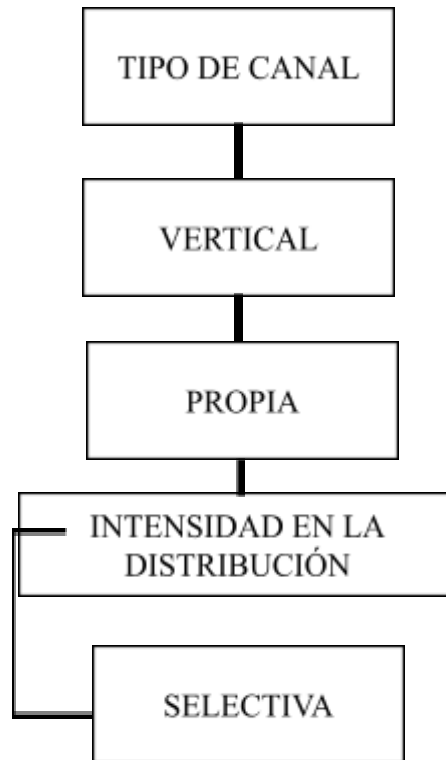 TIPO DE CANAL
VERTICAL
PROPIA
INTENSIDAD EN LA
DISTRIBUCIÓN
SELECTIVA